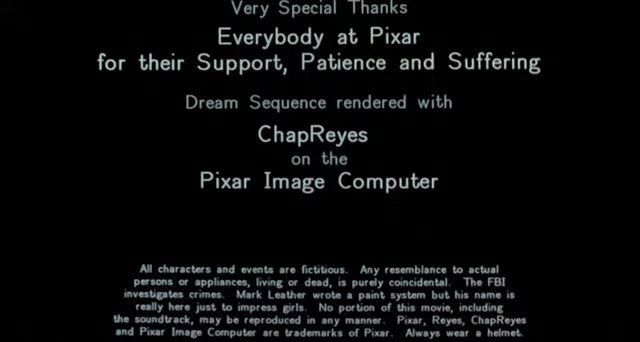 Very Special Thanks
Everybody at Pixar
for their Support, Patience and Suffering
Dream Sequence rendered with
ChapReyes
on the
Pixar Image Computer
All characters and events are fictitious. Any resemblance to actual
persons or appliances, living or dead, is purely coincidental. The FBI
investigates crimes. Mark Leather wrote a paint system but his name is
really here just to impress girls. No portion of this movie, including
the soundtrack, may be reproduced in any manner. Pixar, Reyes, ChapReyes
and Pixar Image Computer are trademarks of Pixar. Always wear a helmet.